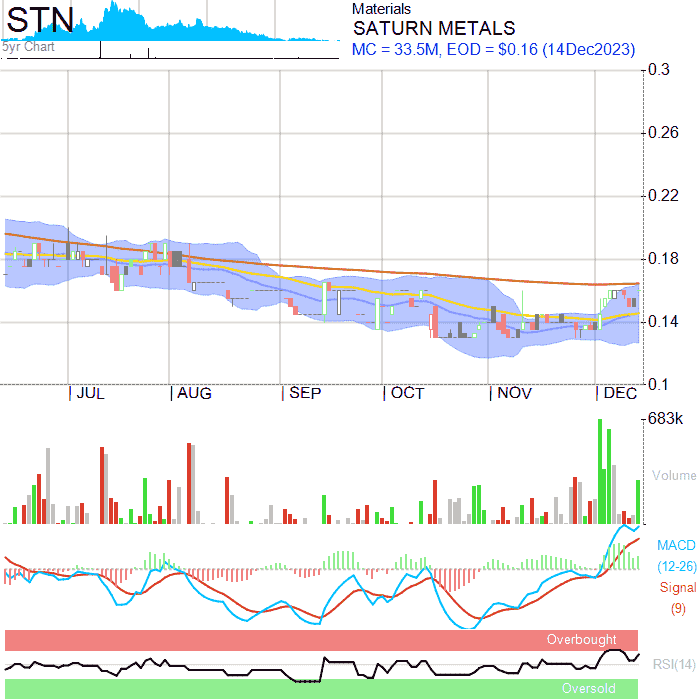 STN
5yr Chart
Materials
SATURN METALS
MC = 33.5M, EOD = $0.16 (14Dec2023)
0.3
0.26
0.22
0.18
0.14
0.1
JUL AUG SEP OCT NOV DEC
683k
Volume
MACD
(12-26)
Signal
(9)
Overbought
RSI(14)
Oversold